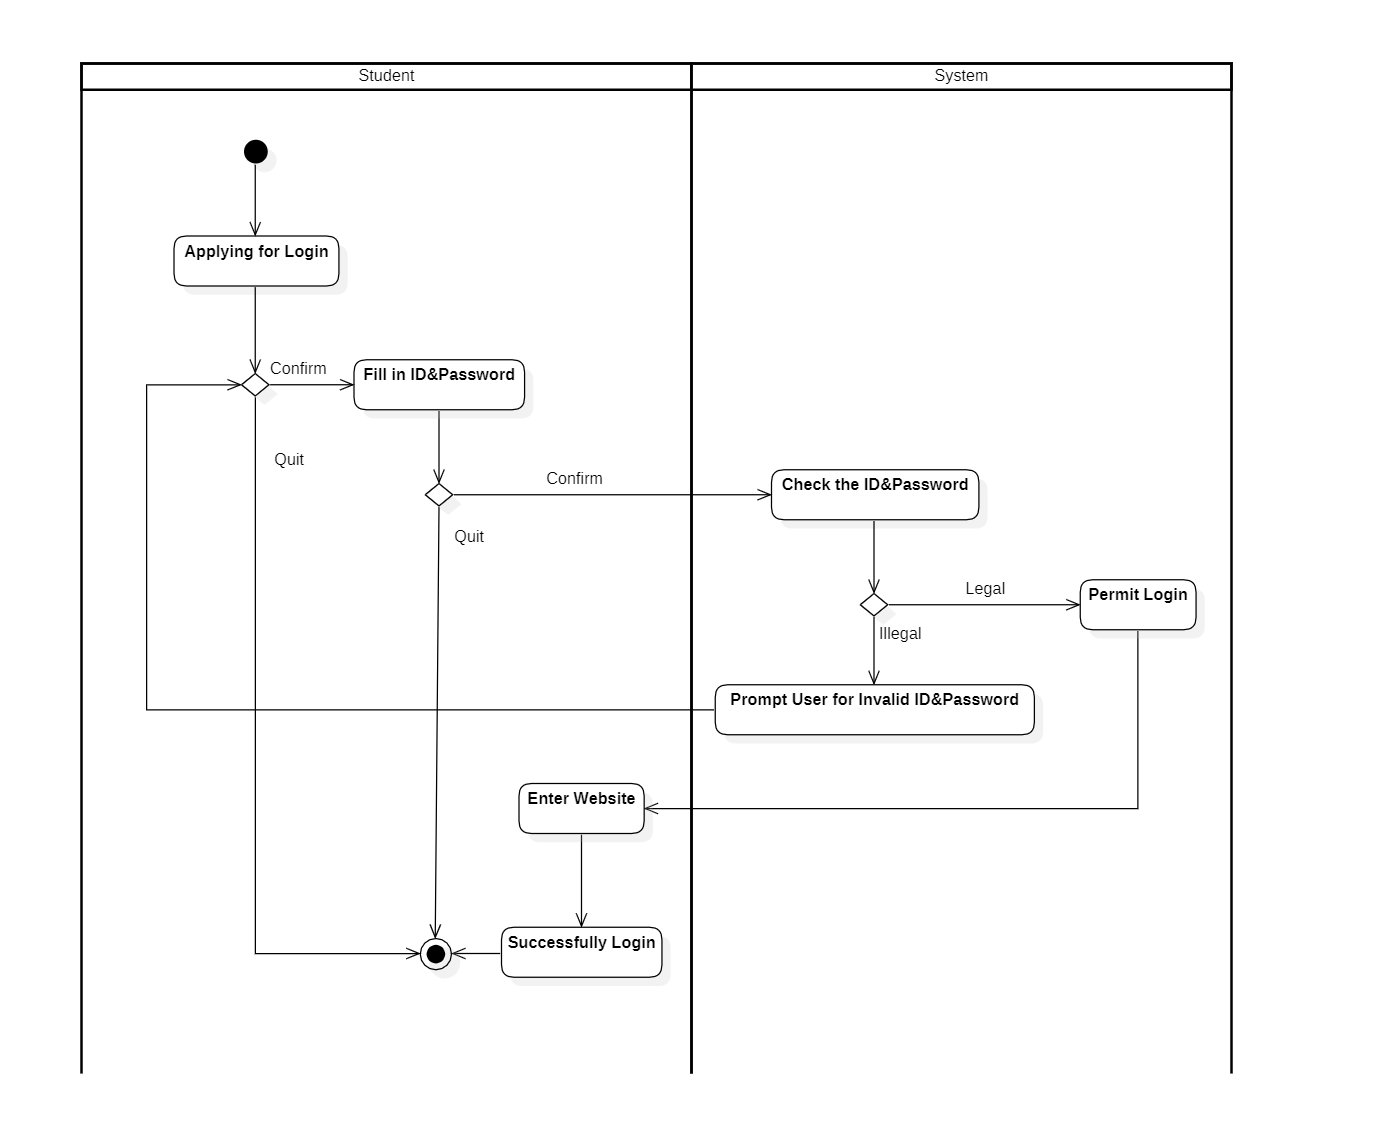 Student
System
Applying for Login
Confirm
Fill in ID&Password
Quit
Confirm
Check the ID&Password
Quit
Legal
Permit Login
Illegal
Prompt User for Invalid ID&Password
Enter Website
Successfully Login